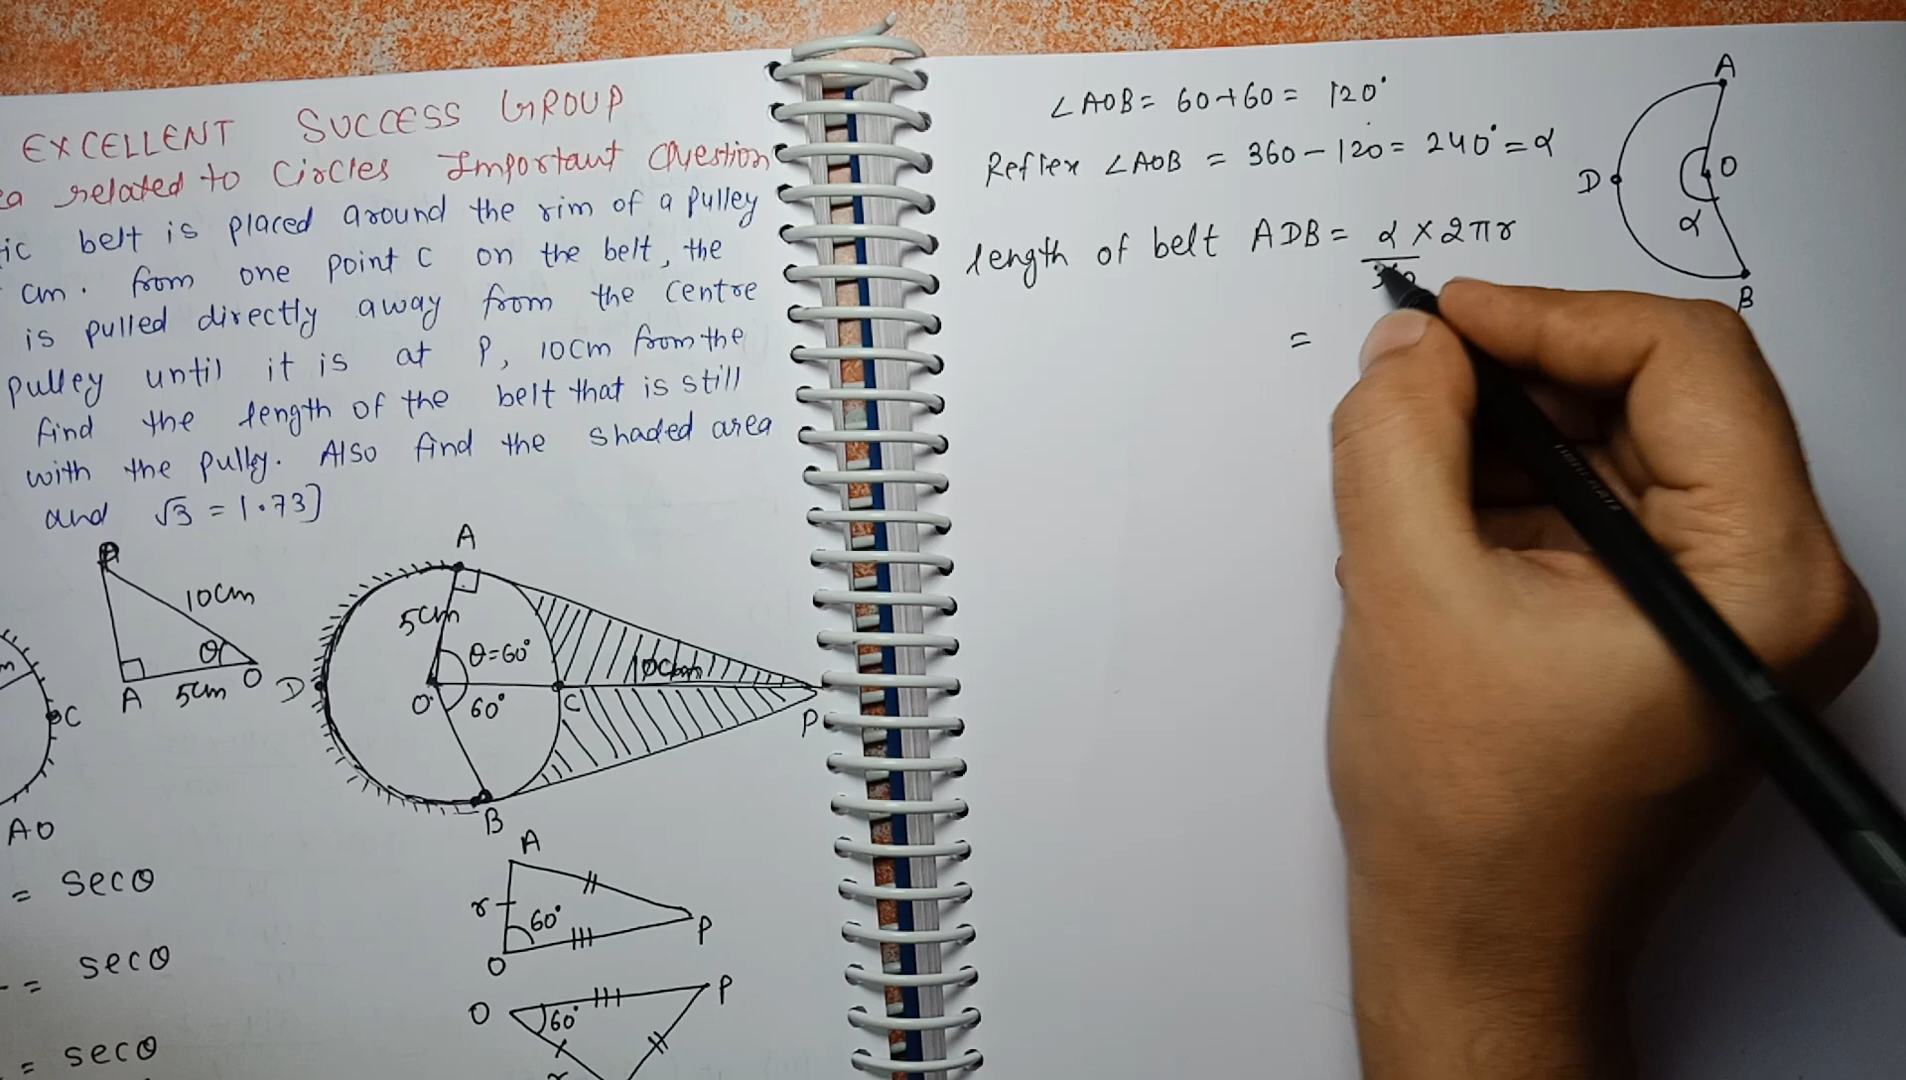 EXCELLENT SUCCESS GROUP
related to Circles Important Question
belt is placed around the rim of a pulley
cm. from one point C on the belt, the
is pulled directly away from the centre
pulley until it is at P, 10cm from the
find the length of the belt that is still
with the pully. Also find the shaded area
and √3 = 1.73]
10cm
θ
A 5cm O
C
AO
= secθ
= secθ
= secθ
A
5cm
θ=60°
D
O
60°
C
P
B
A
r
60°
O
P
O
60°
P
∠AOB = 60+60 = 120°
Reflex ∠AOB = 360 - 120 = 240° = α
length of belt ADB = α/360 × 2πr
=
A
D
O
α
B